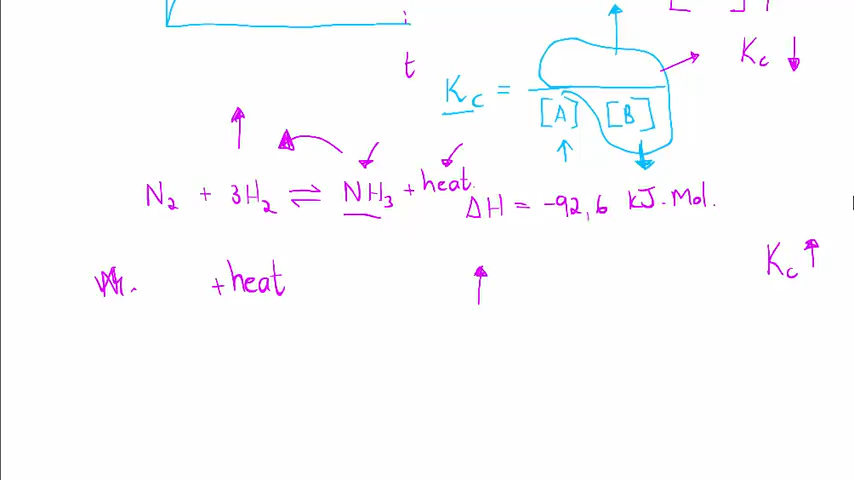 [ ]
t
Kc ↓
Kc = [A] [B]
N2 + 3H2 ⇌ NH3 + heat. ΔH = -92,6 kJ.Mol.
+heat
Kc ↑